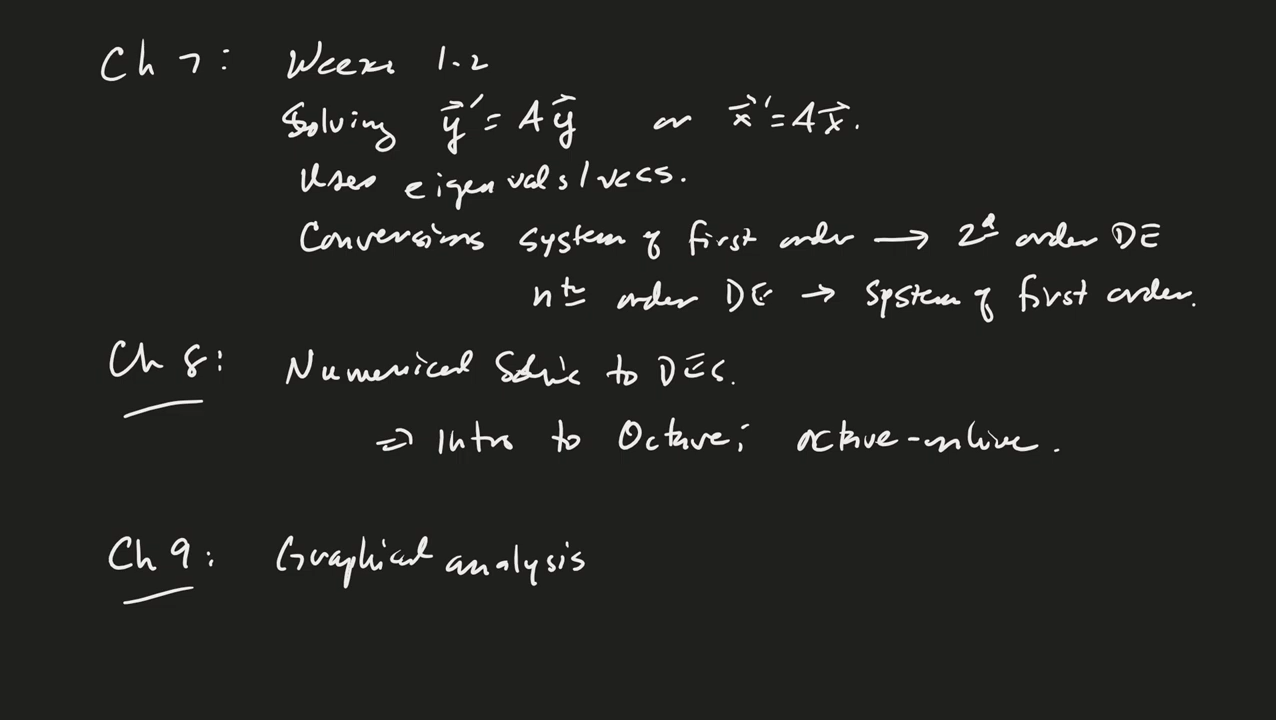 Ch 7: Weeks 1-2
Solving y⃗' = Ay⃗ or x⃗' = Ax⃗.
Uses eigenvals/vecs.
Conversions system of first order → 2ᵈ order DE
nᵗʰ order DE → system of first order.
Ch 8: Numerical Solns to DEs.
⇒ Intro to Octave; octave-online.
Ch 9: Graphical analysis